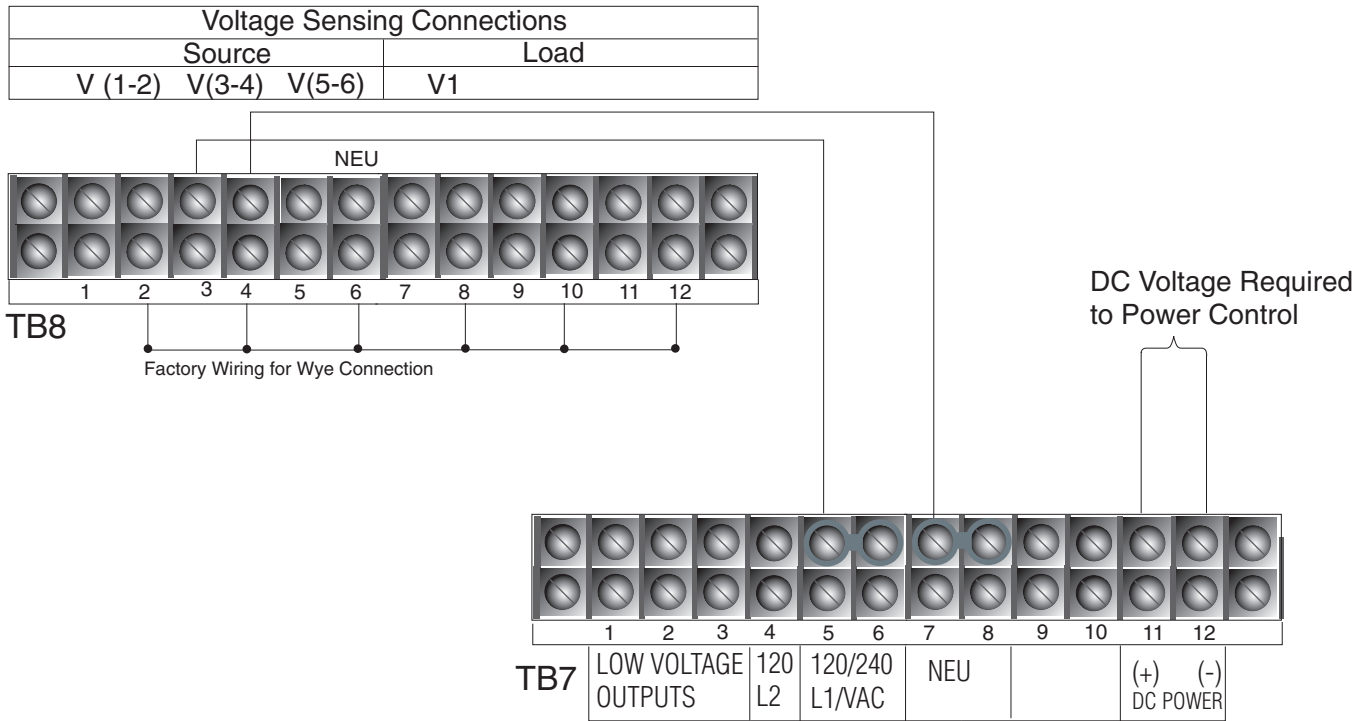 Voltage Sensing Connections
Source Load
V (1-2) V(3-4) V(5-6) V1
NEU
1 2 3 4 5 6 7 8 9 10 11 12
TB8
Factory Wiring for Wye Connection
DC Voltage Required
to Power Control
1 2 3 4 5 6 7 8 9 10 11 12
TB7
LOW VOLTAGE
OUTPUTS
120
L2
120/240
L1/VAC
NEU
(+) (-)
DC POWER